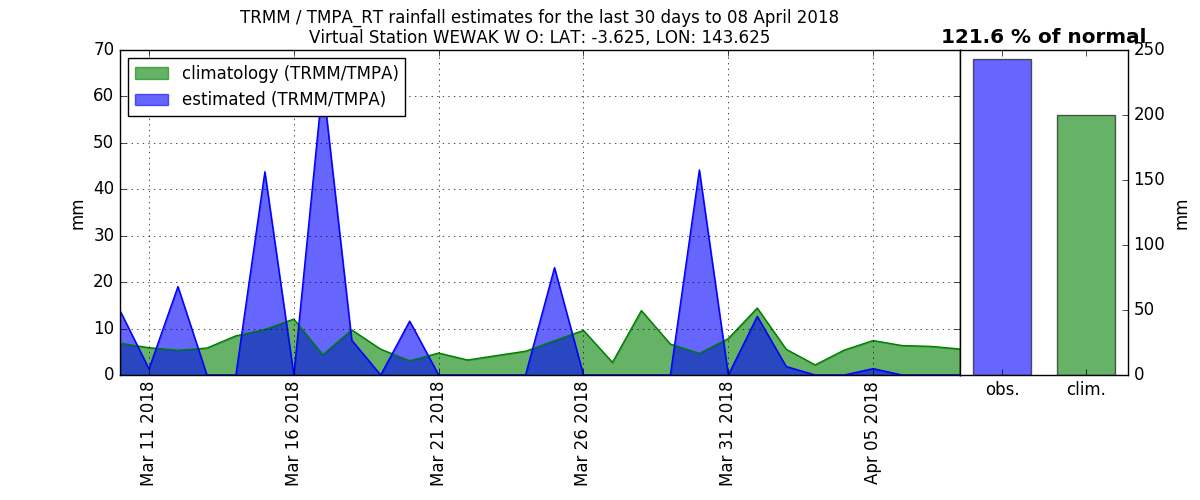 TRMM / TMPA_RT rainfall estimates for the last 30 days to 08 April 2018
Virtual Station WEWAK W O: LAT: -3.625, LON: 143.625
121.6 % of normal
climatology (TRMM/TMPA)
estimated (TRMM/TMPA)
70
60
50
40
30
20
10
0
mm
Mar 11 2018
Mar 16 2018
Mar 21 2018
Mar 26 2018
Mar 31 2018
Apr 05 2018
250
200
150
100
50
0
mm
obs.
clim.